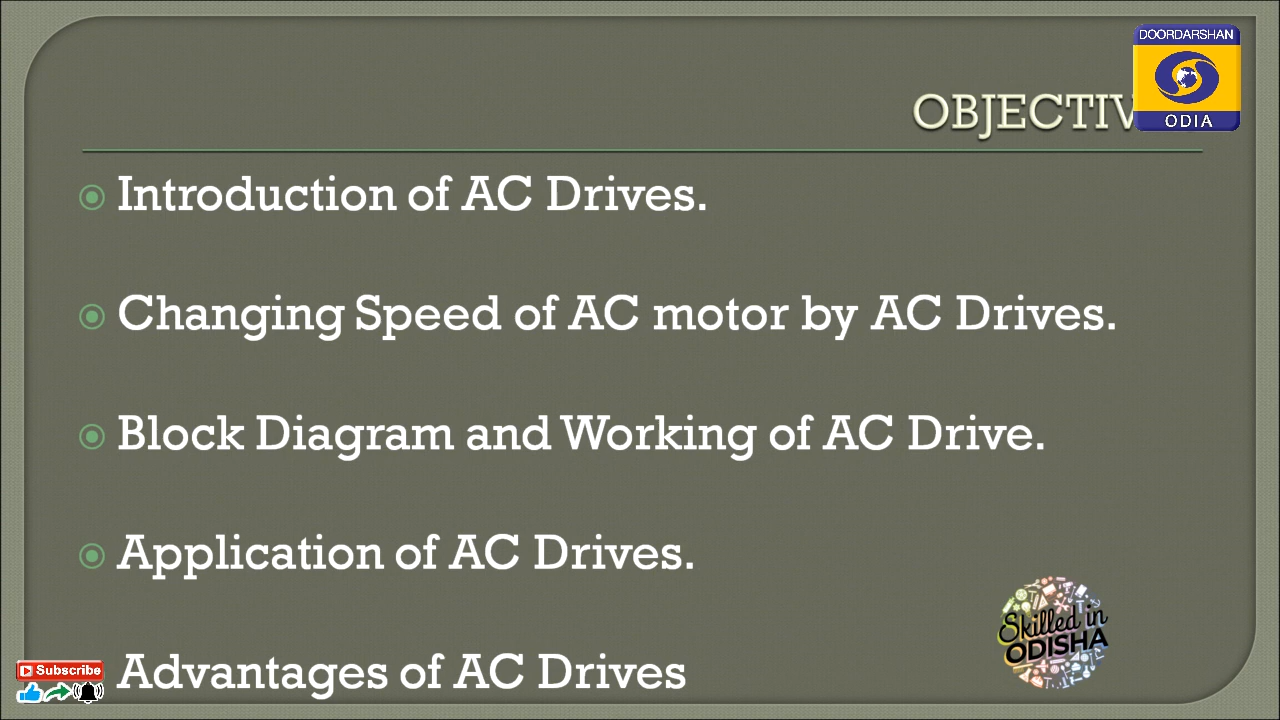 DOORDARSHAN
ODIA
OBJECTIV
Introduction of AC Drives.
Changing Speed of AC motor by AC Drives.
Block Diagram and Working of AC Drive.
Application of AC Drives.
Advantages of AC Drives
Skilled in
ODISHA
Subscribe